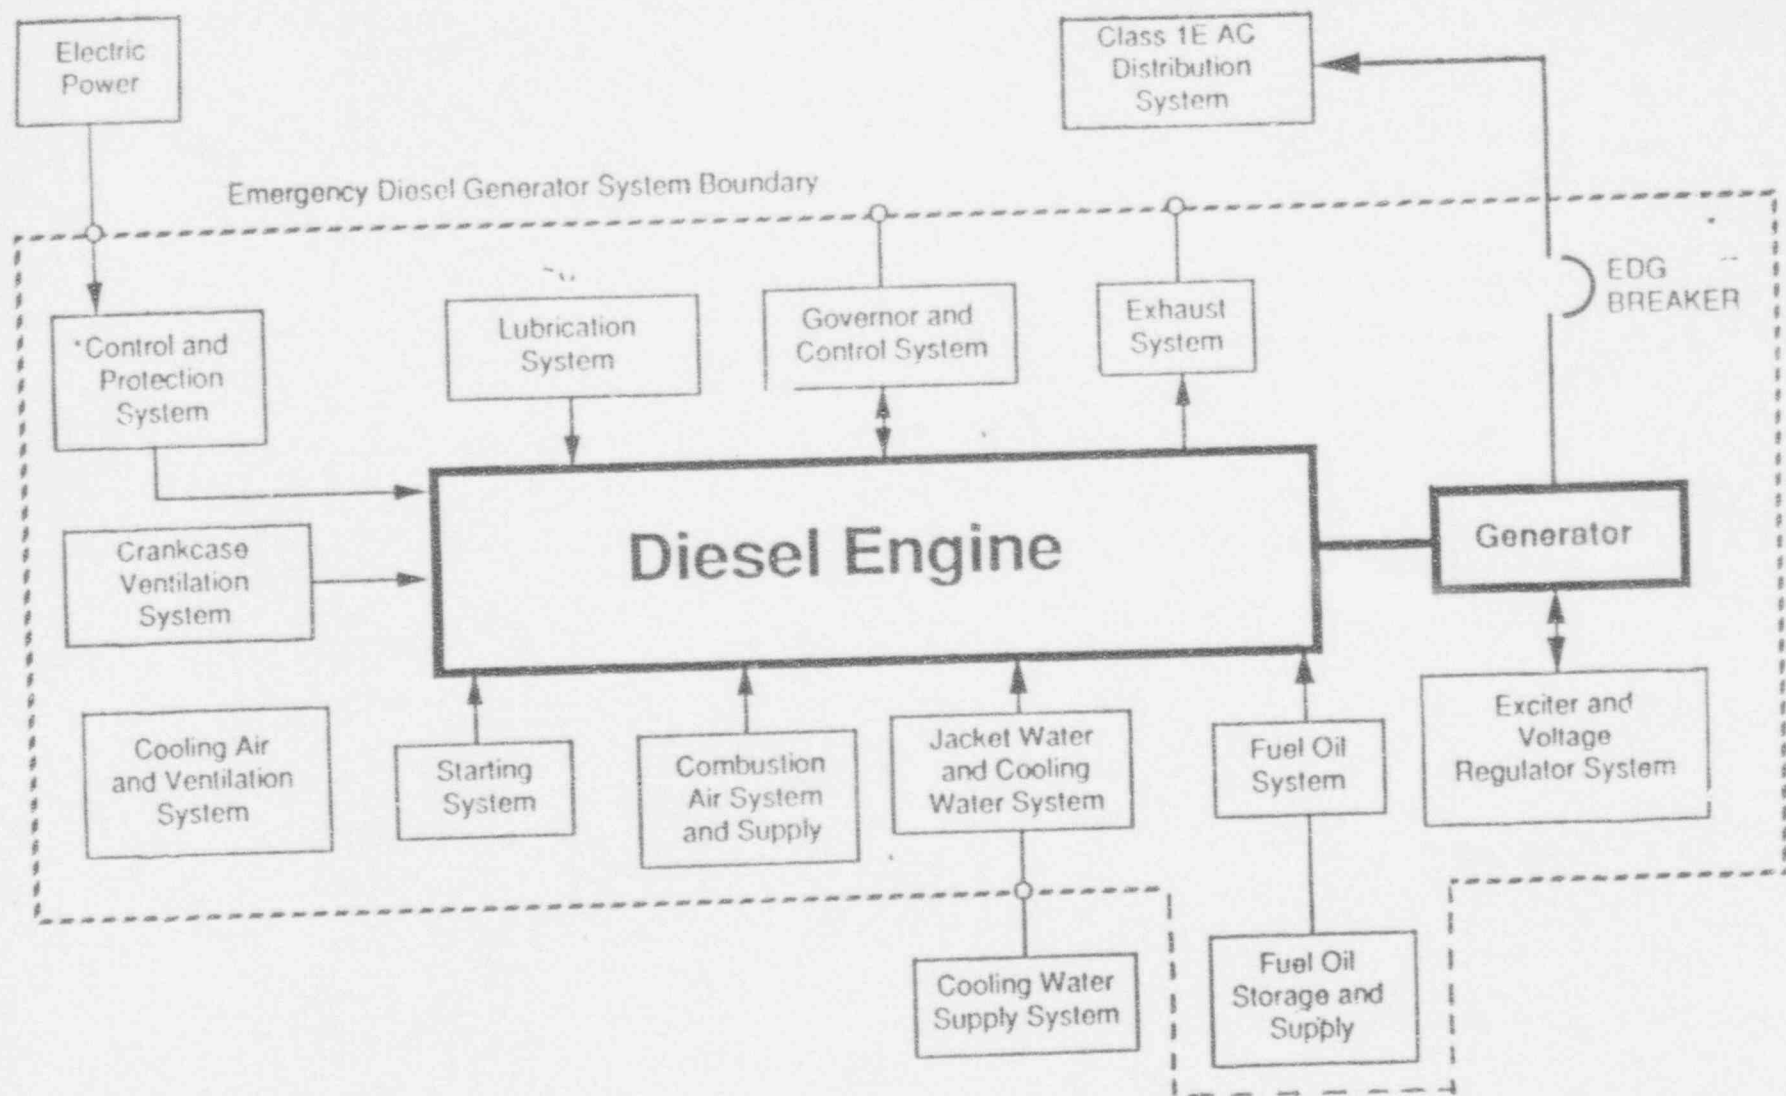 Electric
Power
Class 1E AC
Distribution
System
Emergency Diesel Generator System Boundary
EDG
BREAKER
*Control and
Protection
System
Lubrication
System
Governor and
Control System
Exhaust
System
Diesel Engine
Generator
Crankcase
Ventilation
System
Cooling Air
and Ventilation
System
Starting
System
Combustion
Air System
and Supply
Jacket Water
and Cooling
Water System
Fuel Oil
System
Exciter and
Voltage
Regulator System
Cooling Water
Supply System
Fuel Oil
Storage and
Supply